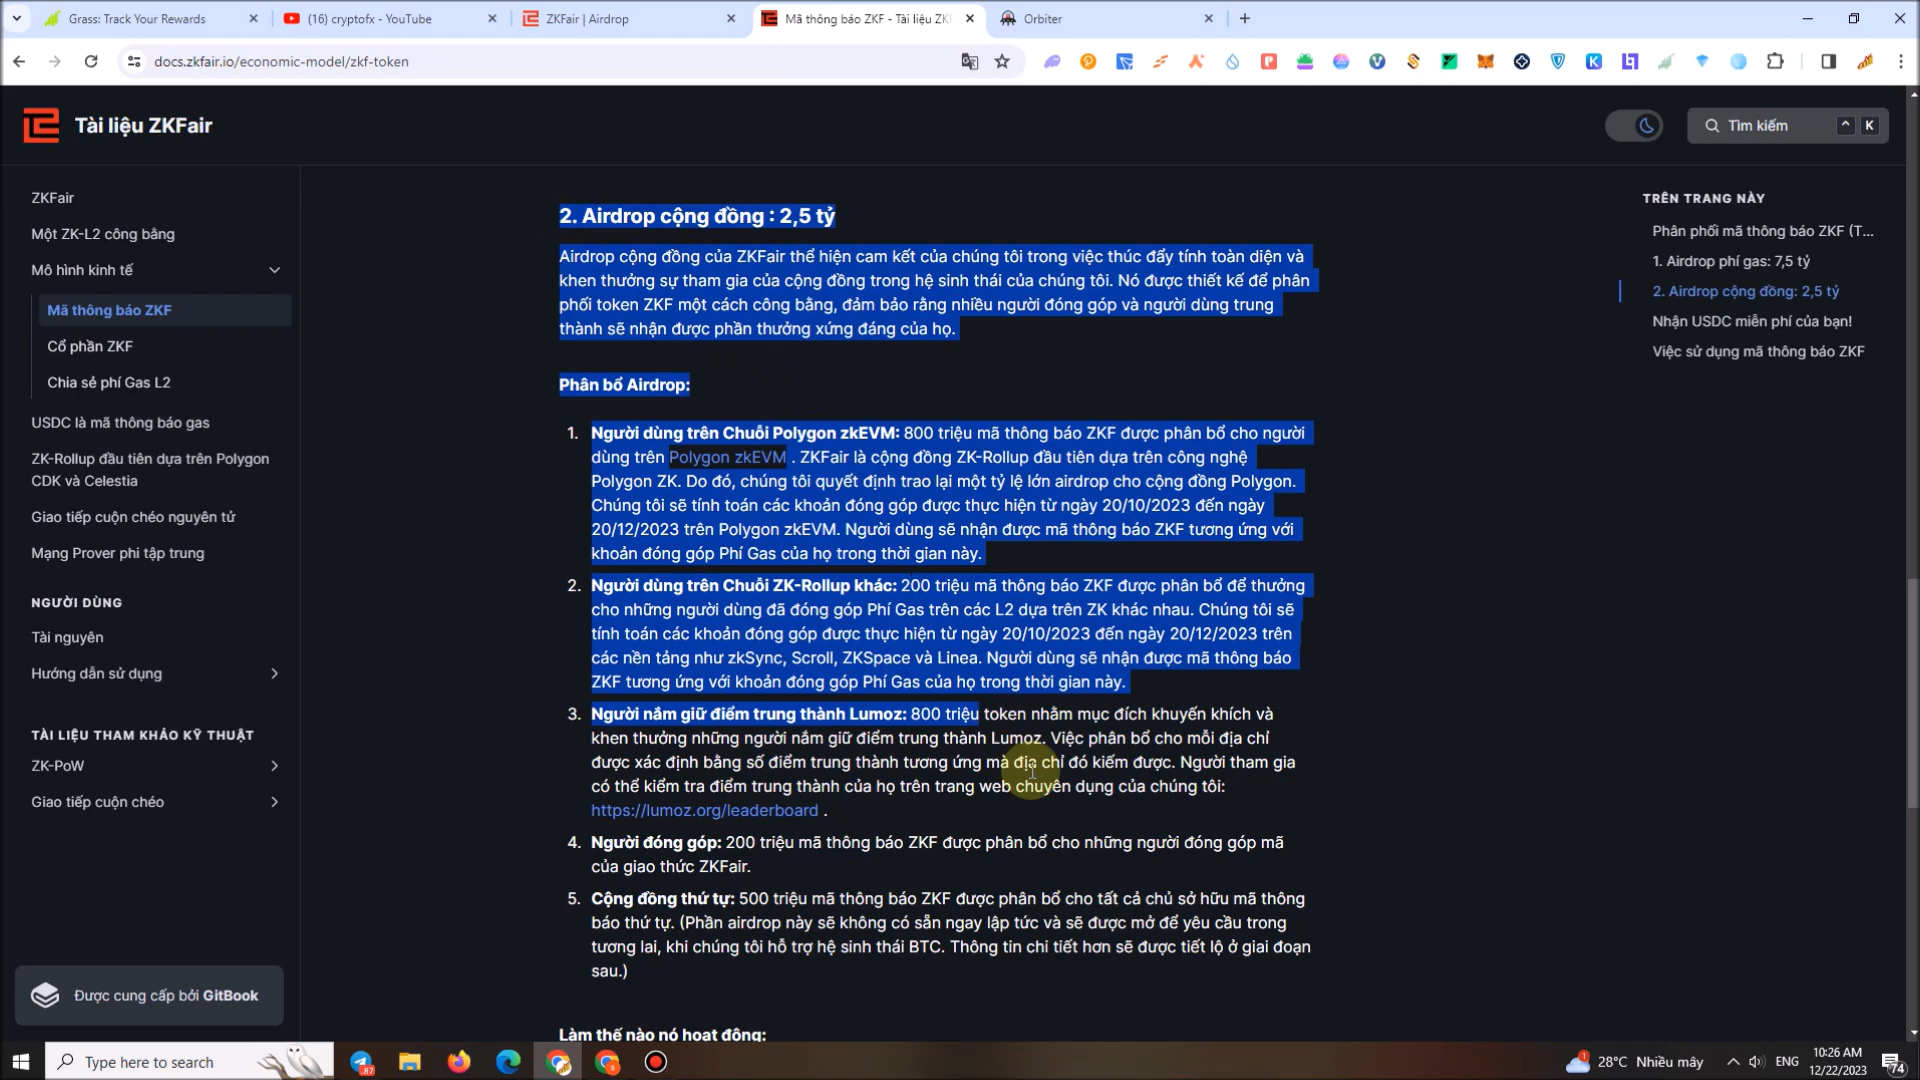 Grass: Track Your Rewards
(16) cryptofx - YouTube
ZKFair | Airdrop
Mã thông báo ZKF - Tài liệu ZK
Orbiter
docs.zkfair.io/economic-model/zkf-token
Tài liệu ZKFair
Tìm kiếm
^ K
ZKFair
Một ZK-L2 công bằng
Mô hình kinh tế
Mã thông báo ZKF
Cổ phần ZKF
Chia sẻ phí Gas L2
USDC là mã thông báo gas
ZK-Rollup đầu tiên dựa trên Polygon
CDK và Celestia
Giao tiếp cuộn chéo nguyên tử
Mạng Prover phi tập trung
NGƯỜI DÙNG
Tài nguyên
Hướng dẫn sử dụng
TÀI LIỆU THAM KHẢO KỸ THUẬT
ZK-PoW
Giao tiếp cuộn chéo
Được cung cấp bởi GitBook
2. Airdrop cộng đồng : 2,5 tỷ
Airdrop cộng đồng của ZKFair thể hiện cam kết của chúng tôi trong việc thúc đẩy tính toàn diện và
khen thưởng sự tham gia của cộng đồng trong hệ sinh thái của chúng tôi. Nó được thiết kế để phân
phối token ZKF một cách công bằng, đảm bảo rằng nhiều người đóng góp và người dùng trung
thành sẽ nhận được phần thưởng xứng đáng của họ.
Phân bổ Airdrop:
1. Người dùng trên Chuỗi Polygon zkEVM: 800 triệu mã thông báo ZKF được phân bổ cho người
dùng trên Polygon zkEVM . ZKFair là cộng đồng ZK-Rollup đầu tiên dựa trên công nghệ
Polygon ZK. Do đó, chúng tôi quyết định trao lại một tỷ lệ lớn airdrop cho cộng đồng Polygon.
Chúng tôi sẽ tính toán các khoản đóng góp được thực hiện từ ngày 20/10/2023 đến ngày
20/12/2023 trên Polygon zkEVM. Người dùng sẽ nhận được mã thông báo ZKF tương ứng với
khoản đóng góp Phí Gas của họ trong thời gian này.
2. Người dùng trên Chuỗi ZK-Rollup khác: 200 triệu mã thông báo ZKF được phân bổ để thưởng
cho những người dùng đã đóng góp Phí Gas trên các L2 dựa trên ZK khác nhau. Chúng tôi sẽ
tính toán các khoản đóng góp được thực hiện từ ngày 20/10/2023 đến ngày 20/12/2023 trên
các nền tảng như zkSync, Scroll, ZKSpace và Linea. Người dùng sẽ nhận được mã thông báo
ZKF tương ứng với khoản đóng góp Phí Gas của họ trong thời gian này.
3. Người nắm giữ điểm trung thành Lumoz: 800 triệu token nhằm mục đích khuyến khích và
khen thưởng những người nắm giữ điểm trung thành Lumoz. Việc phân bổ cho mỗi địa chỉ
được xác định bằng số điểm trung thành tương ứng mà địa chỉ đó kiếm được. Người tham gia
có thể kiểm tra điểm trung thành của họ trên trang web chuyên dụng của chúng tôi:
https://lumoz.org/leaderboard .
4. Người đóng góp: 200 triệu mã thông báo ZKF được phân bổ cho những người đóng góp mã
của giao thức ZKFair.
5. Cộng đồng thứ tự: 500 triệu mã thông báo ZKF được phân bổ cho tất cả chủ sở hữu mã thông
báo thứ tự. (Phần airdrop này sẽ không có sẵn ngay lập tức và sẽ được mở để yêu cầu trong
tương lai, khi chúng tôi hỗ trợ hệ sinh thái BTC. Thông tin chi tiết hơn sẽ được tiết lộ ở giai đoạn
sau.)
Làm thế nào nó hoạt động:
TRÊN TRANG NÀY
Phân phối mã thông báo ZKF (T...
1. Airdrop phí gas: 7,5 tỷ
2. Airdrop cộng đồng: 2,5 tỷ
Nhận USDC miễn phí của bạn!
Việc sử dụng mã thông báo ZKF
Type here to search
87
1
28°C Nhiều mây
ENG
10:26 AM
12/22/2023
74